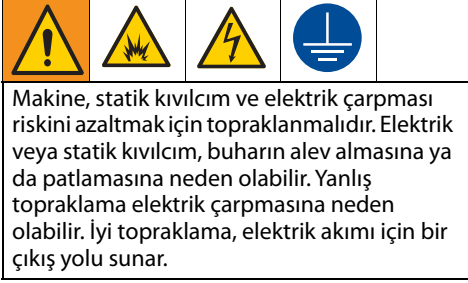 Makine, statik kıvılcım ve elektrik çarpması
riskini azaltmak için topraklanmalıdır. Elektrik
veya statik kıvılcım, buharın alev almasına ya
da patlamasına neden olabilir. Yanlış
topraklama elektrik çarpmasına neden
olabilir. İyi topraklama, elektrik akımı için bir
çıkış yolu sunar.